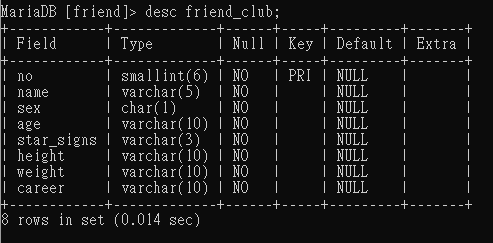 MariaDB [friend]> desc friend_club;
+------------+-------------+------+-----+---------+-------+
| Field      | Type        | Null | Key | Default | Extra |
+------------+-------------+------+-----+---------+-------+
| no         | smallint(6) | NO   | PRI | NULL    |       |
| name       | varchar(5)  | NO   |     | NULL    |       |
| sex        | char(1)     | NO   |     | NULL    |       |
| age        | varchar(10) | NO   |     | NULL    |       |
| star_signs | varchar(3)  | NO   |     | NULL    |       |
| height     | varchar(10) | NO   |     | NULL    |       |
| weight     | varchar(10) | NO   |     | NULL    |       |
| career     | varchar(10) | NO   |     | NULL    |       |
+------------+-------------+------+-----+---------+-------+
8 rows in set (0.014 sec)